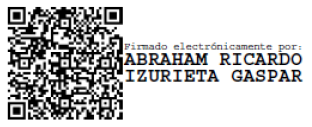 Firmado electrónicamente por:
ABRAHAM RICARDO
IZURIETA GASPAR